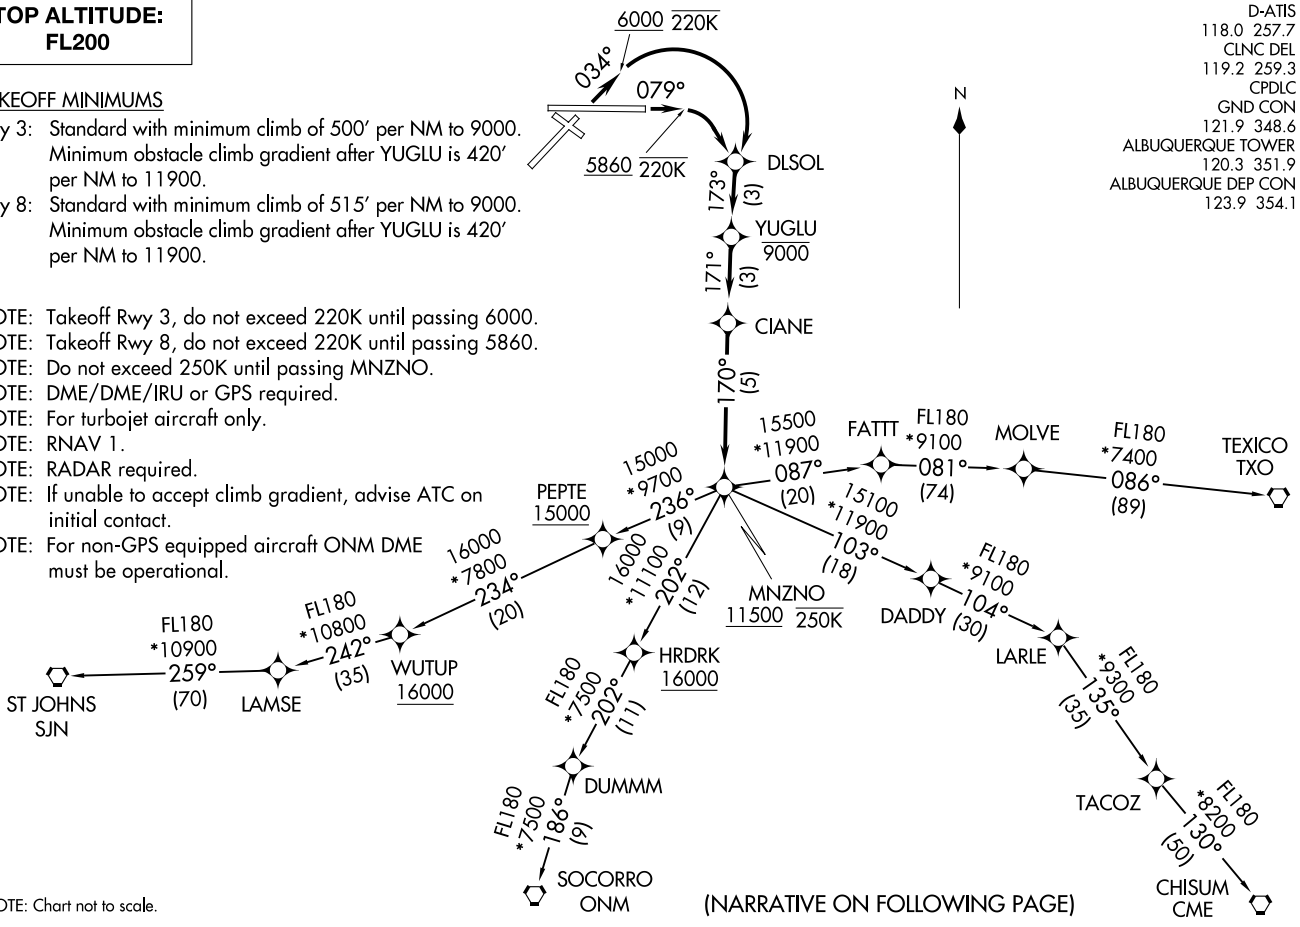 TOP ALTITUDE:
FL200
D-ATIS
118.0 257.7
CLNC DEL
119.2 259.3
CPDLC
GND CON
121.9 348.6
ALBUQUERQUE TOWER
120.3 351.9
ALBUQUERQUE DEP CON
123.9 354.1
KEOFF MINIMUMS
y 3: Standard with minimum climb of 500' per NM to 9000.
Minimum obstacle climb gradient after YUGLU is 420'
per NM to 11900.
y 8: Standard with minimum climb of 515' per NM to 9000.
Minimum obstacle climb gradient after YUGLU is 420'
per NM to 11900.
OTE: Takeoff Rwy 3, do not exceed 220K until passing 6000.
OTE: Takeoff Rwy 8, do not exceed 220K until passing 5860.
OTE: Do not exceed 250K until passing MNZNO.
OTE: DME/DME/IRU or GPS required.
OTE: For turbojet aircraft only.
OTE: RNAV 1.
OTE: RADAR required.
OTE: If unable to accept climb gradient, advise ATC on
initial contact.
OTE: For non-GPS equipped aircraft ONM DME
must be operational.
6000 220K
034°
079°
5860 220K
N
DLSOL
173°
(3)
YUGLU
9000
171°
(3)
CIANE
170°
(5)
MNZNO
11500 250K
15500
*11900
087°
(20)
FATTT
FL180
*9100
081°
(74)
MOLVE
FL180
*7400
086°
(89)
TEXICO
TXO
15000
*9700
236°
(9)
PEPTE
15000
16000
*7800
234°
(20)
WUTUP
16000
FL180
*10800
242°
(35)
LAMSE
FL180
*10900
259°
(70)
ST JOHNS
SJN
16000
*11100
202°
(12)
HRDRK
16000
FL180
*7500
202°
(11)
DUMMM
FL180
*7500
186°
(9)
SOCORRO
ONM
15100
*11900
103°
(18)
DADDY
FL180
*9100
104°
(30)
LARLE
FL180
*9300
135°
(35)
TACOZ
FL180
*8200
130°
(50)
CHISUM
CME
OTE: Chart not to scale.
(NARRATIVE ON FOLLOWING PAGE)